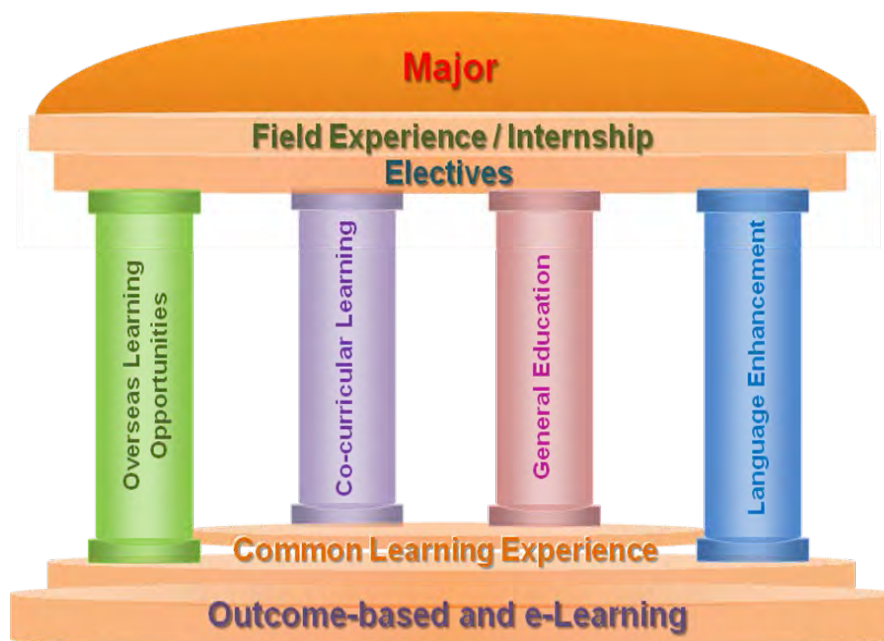 Major
Field Experience / Internship
Electives
Overseas Learning
Opportunities
Co-curricular Learning
General Education
Language Enhancement
Common Learning Experience
Outcome-based and e-Learning